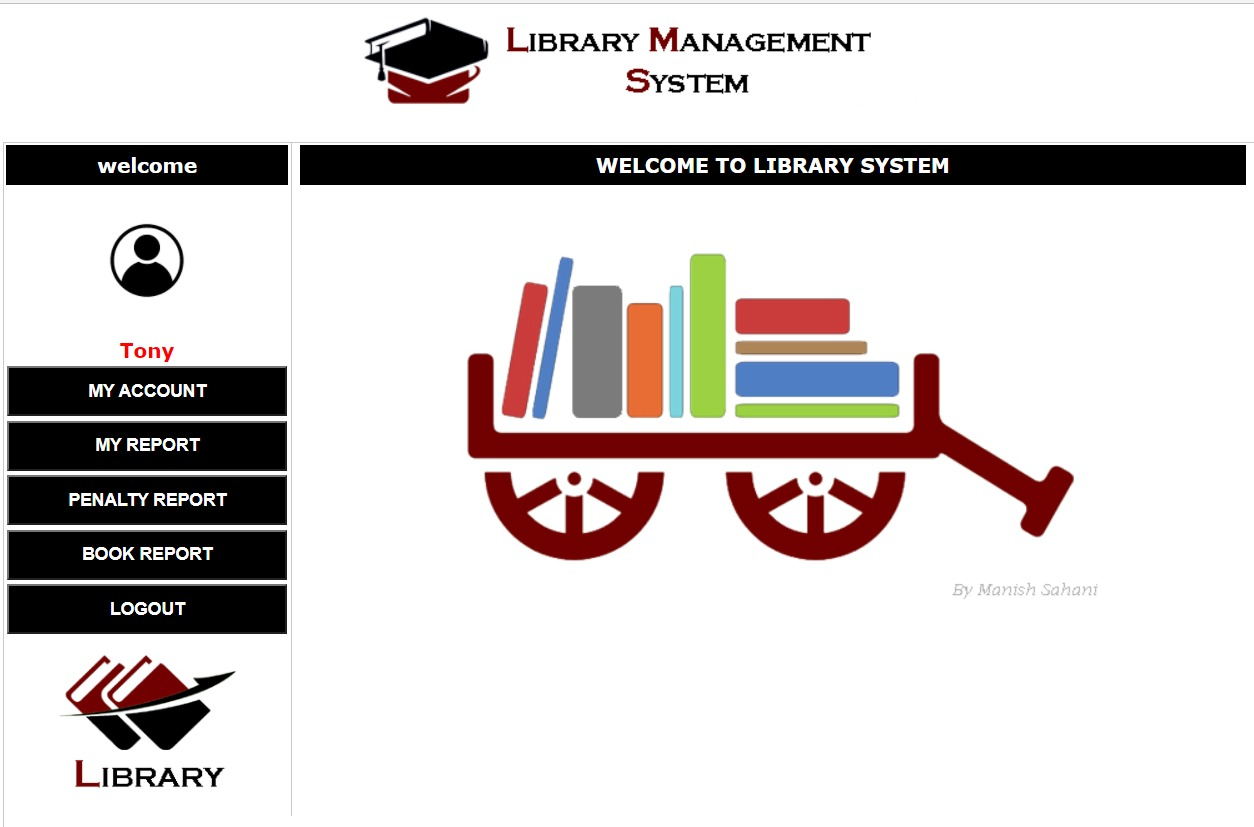 LIBRARY MANAGEMENT
SYSTEM
welcome
WELCOME TO LIBRARY SYSTEM
Tony
MY ACCOUNT
MY REPORT
PENALTY REPORT
BOOK REPORT
LOGOUT
By Manish Sahani
LIBRARY